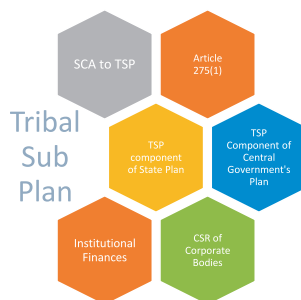 SCA to TSP
Article
275(1)
Tribal
Sub
Plan
TSP
component
of State Plan
TSP
Component of
Central
Government's
Plan
Institutional
Finances
CSR of
Corporate
Bodies